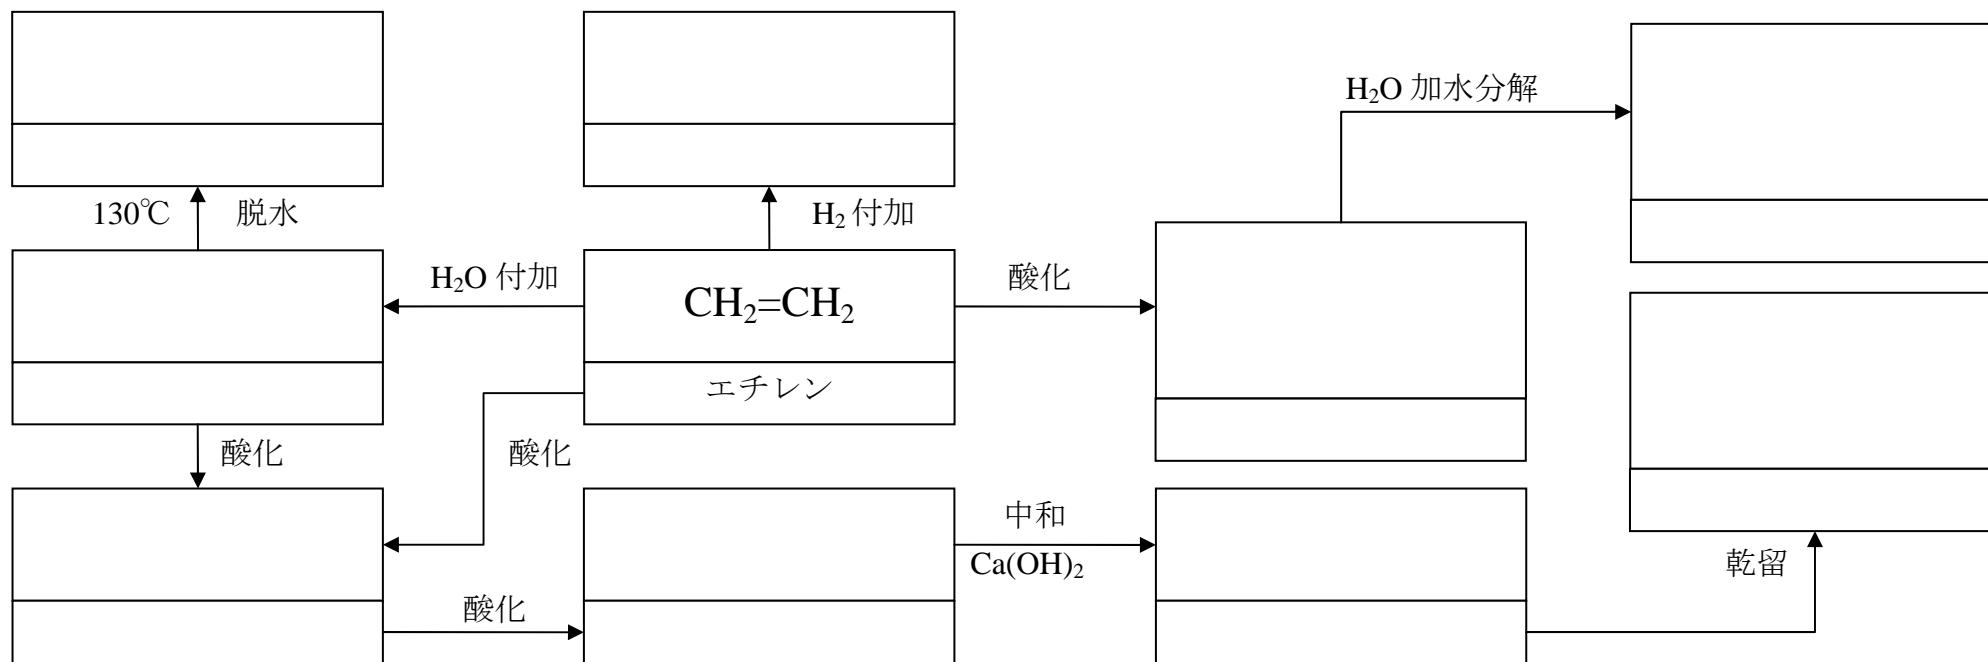 H₂O 加水分解
130℃ 脱水
H₂ 付加
H₂O 付加
CH₂=CH₂
酸化
エチレン
酸化
酸化
中和
Ca(OH)₂
乾留
酸化